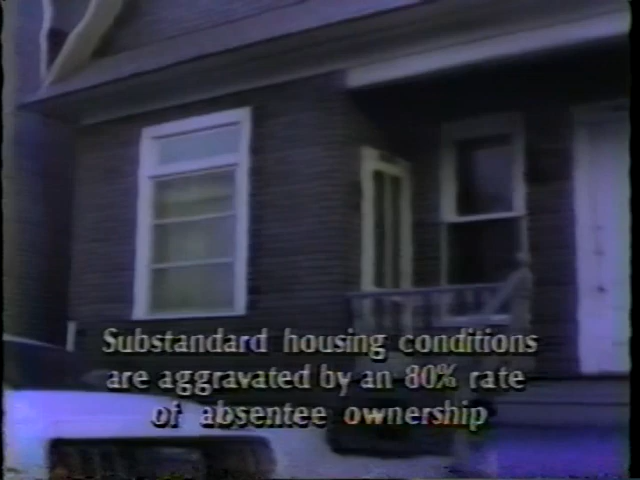 Substandard housing conditions
are aggravated by an 80% rate
of absentee ownership